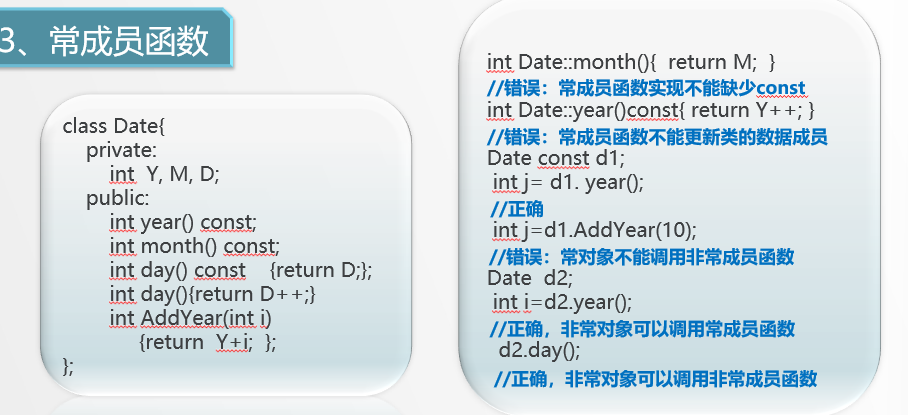 3、常成员函数
class Date{
private:
int Y, M, D;
public:
int year() const;
int month() const;
int day() const {return D;};
int day(){return D++;}
int AddYear(int i)
{return Y+i; };
};
int Date::month(){ return M; }
//错误：常成员函数实现不能缺少const
int Date::year()const{ return Y++; }
//错误：常成员函数不能更新类的数据成员
Date const d1;
int j= d1. year();
//正确
int j=d1.AddYear(10);
//错误：常对象不能调用非常成员函数
Date d2;
int i=d2.year();
//正确，非常对象可以调用常成员函数
d2.day();
//正确，非常对象可以调用非常成员函数